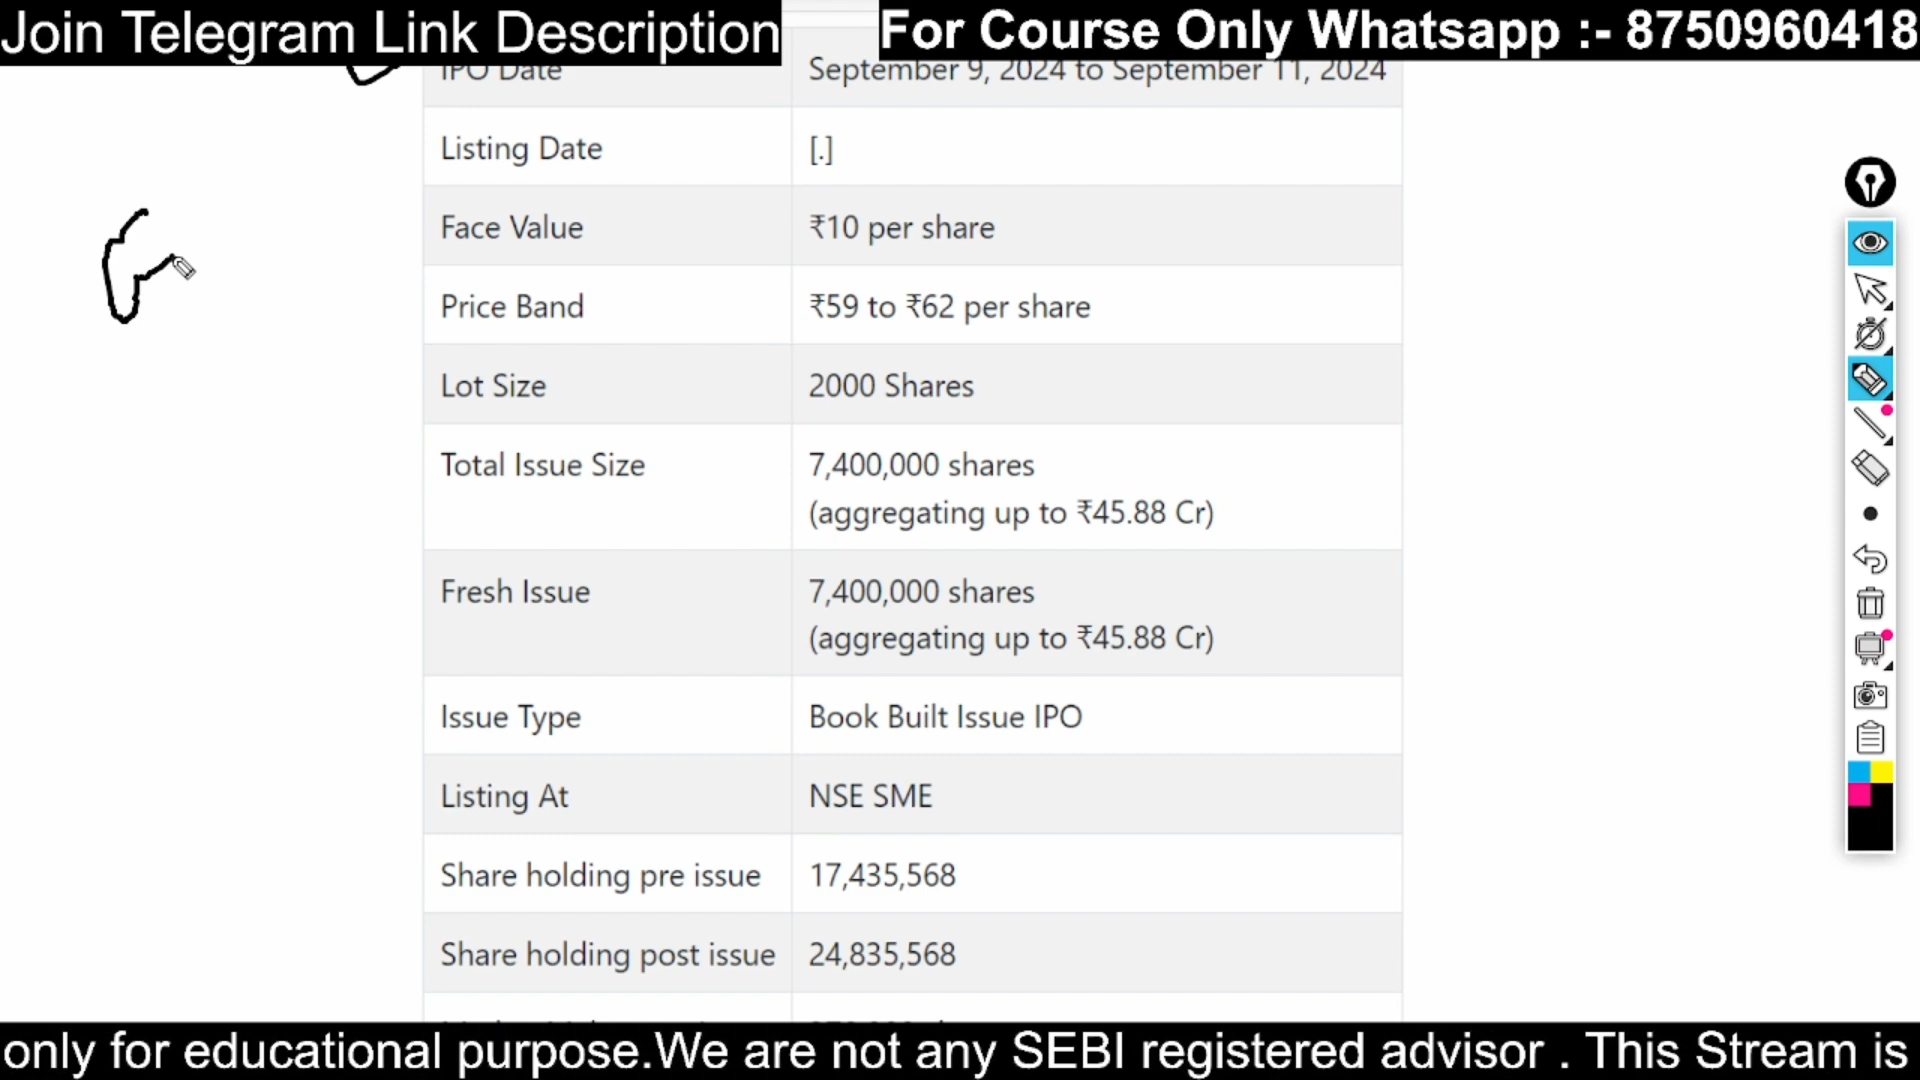 Join Telegram Link Description
For Course Only Whatsapp :- 8750960418
IPO Date September 9, 2024 to September 11, 2024
Listing Date [.]
Face Value ₹10 per share
Price Band ₹59 to ₹62 per share
Lot Size 2000 Shares
Total Issue Size 7,400,000 shares
(aggregating up to ₹45.88 Cr)
Fresh Issue 7,400,000 shares
(aggregating up to ₹45.88 Cr)
Issue Type Book Built Issue IPO
Listing At NSE SME
Share holding pre issue 17,435,568
Share holding post issue 24,835,568
only for educational purpose.We are not any SEBI registered advisor . This Stream is